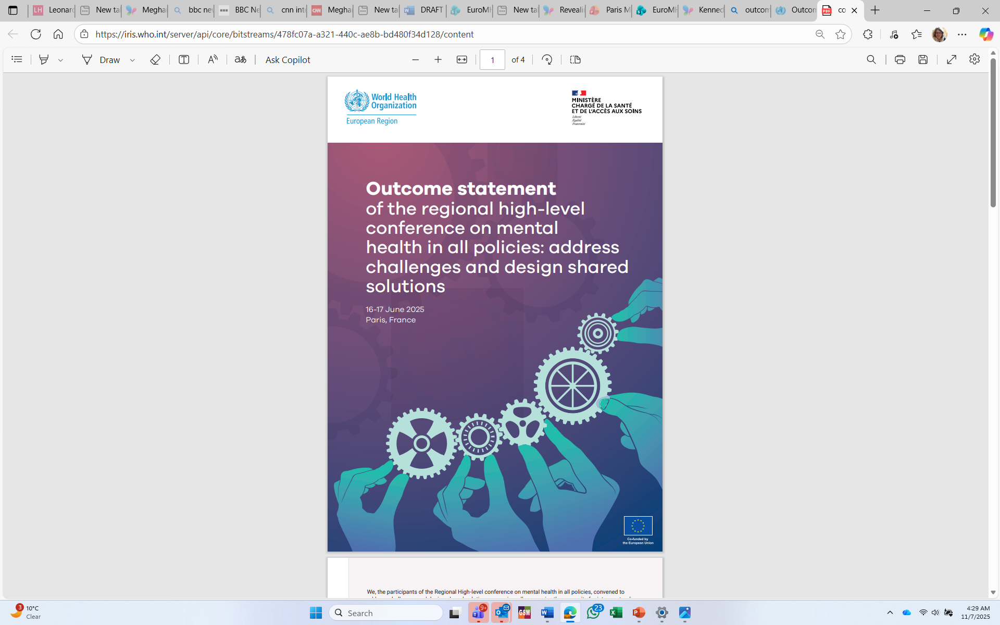 Leonard
New ta
Megha
bbc ne
BBC Ne
cnn int
CNN
Megha
New ta
DRAFT
EuroMH
New ta
Reveali
Paris M
EuroMH
Kenned
outcom
Outcon
PDF
co
https://iris.who.int/server/api/core/bitstreams/478fc07a-a321-440c-ae8b-bd480f34d128/content
Draw
Ask Copilot
1
of 4
World Health
Organization
European Region
MINISTÈRE
CHARGÉ DE LA SANTÉ
ET DE L'ACCÈS AUX SOINS
Liberté
Égalité
Fraternité
Outcome statement
of the regional high-level
conference on mental
health in all policies: address
challenges and design shared
solutions
16-17 June 2025
Paris, France
Co-funded by
the European Union
We, the participants of the Regional High-level conference on mental health in all policies, convened to
3
10°C
Clear
Search
9+
GSM
23
4:29 AM
11/7/2025